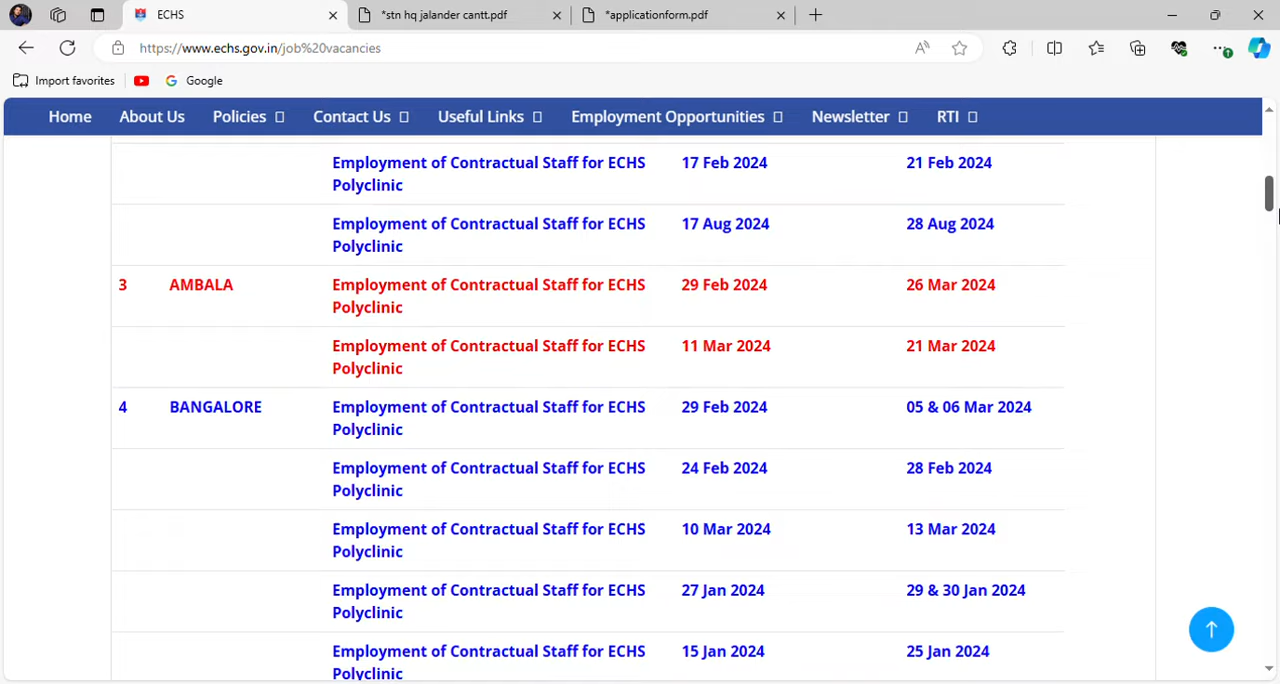 ECHS
*stn hq jalander cantt.pdf
*applicationform.pdf
https://www.echs.gov.in/job%20vacancies
Import favorites
Google
Home About Us Policies Contact Us Useful Links Employment Opportunities Newsletter RTI
Employment of Contractual Staff for ECHS 17 Feb 2024 21 Feb 2024
Polyclinic
Employment of Contractual Staff for ECHS 17 Aug 2024 28 Aug 2024
Polyclinic
3 AMBALA Employment of Contractual Staff for ECHS 29 Feb 2024 26 Mar 2024
Polyclinic
Employment of Contractual Staff for ECHS 11 Mar 2024 21 Mar 2024
Polyclinic
4 BANGALORE Employment of Contractual Staff for ECHS 29 Feb 2024 05 & 06 Mar 2024
Polyclinic
Employment of Contractual Staff for ECHS 24 Feb 2024 28 Feb 2024
Polyclinic
Employment of Contractual Staff for ECHS 10 Mar 2024 13 Mar 2024
Polyclinic
Employment of Contractual Staff for ECHS 27 Jan 2024 29 & 30 Jan 2024
Polyclinic
Employment of Contractual Staff for ECHS 15 Jan 2024 25 Jan 2024
Polyclinic